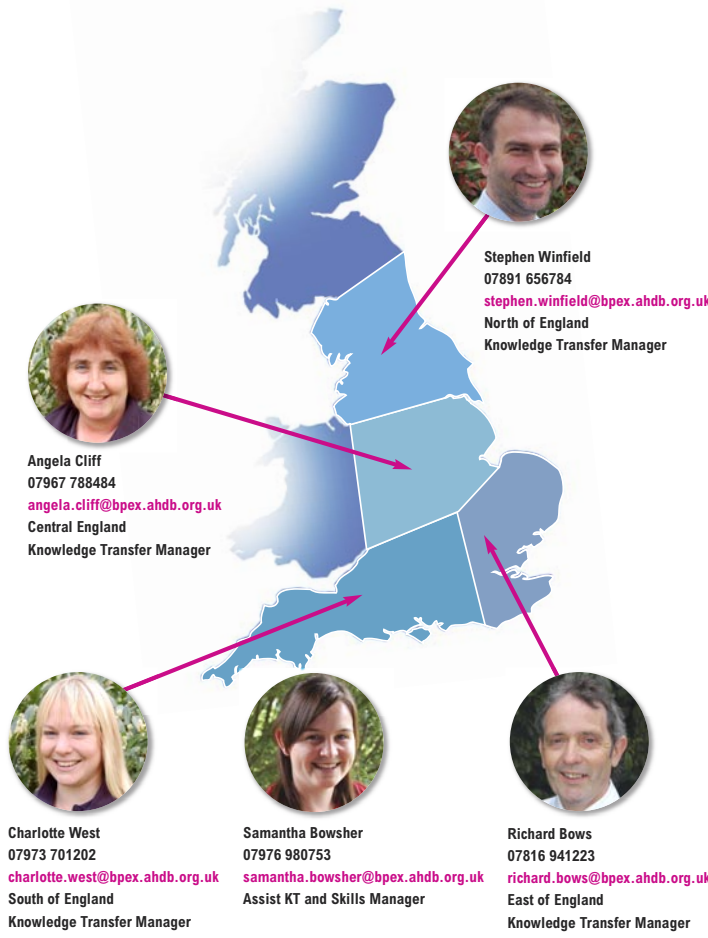 Stephen Winfield
07891 656784
stephen.winfield@bpex.ahdb.org.uk
North of England
Knowledge Transfer Manager
Angela Cliff
07967 788484
angela.cliff@bpex.ahdb.org.uk
Central England
Knowledge Transfer Manager
Charlotte West
07973 701202
charlotte.west@bpex.ahdb.org.uk
South of England
Knowledge Transfer Manager
Samantha Bowsher
07976 980753
samantha.bowsher@bpex.ahdb.org.uk
Assist KT and Skills Manager
Richard Bows
07816 941223
richard.bows@bpex.ahdb.org.uk
East of England
Knowledge Transfer Manager